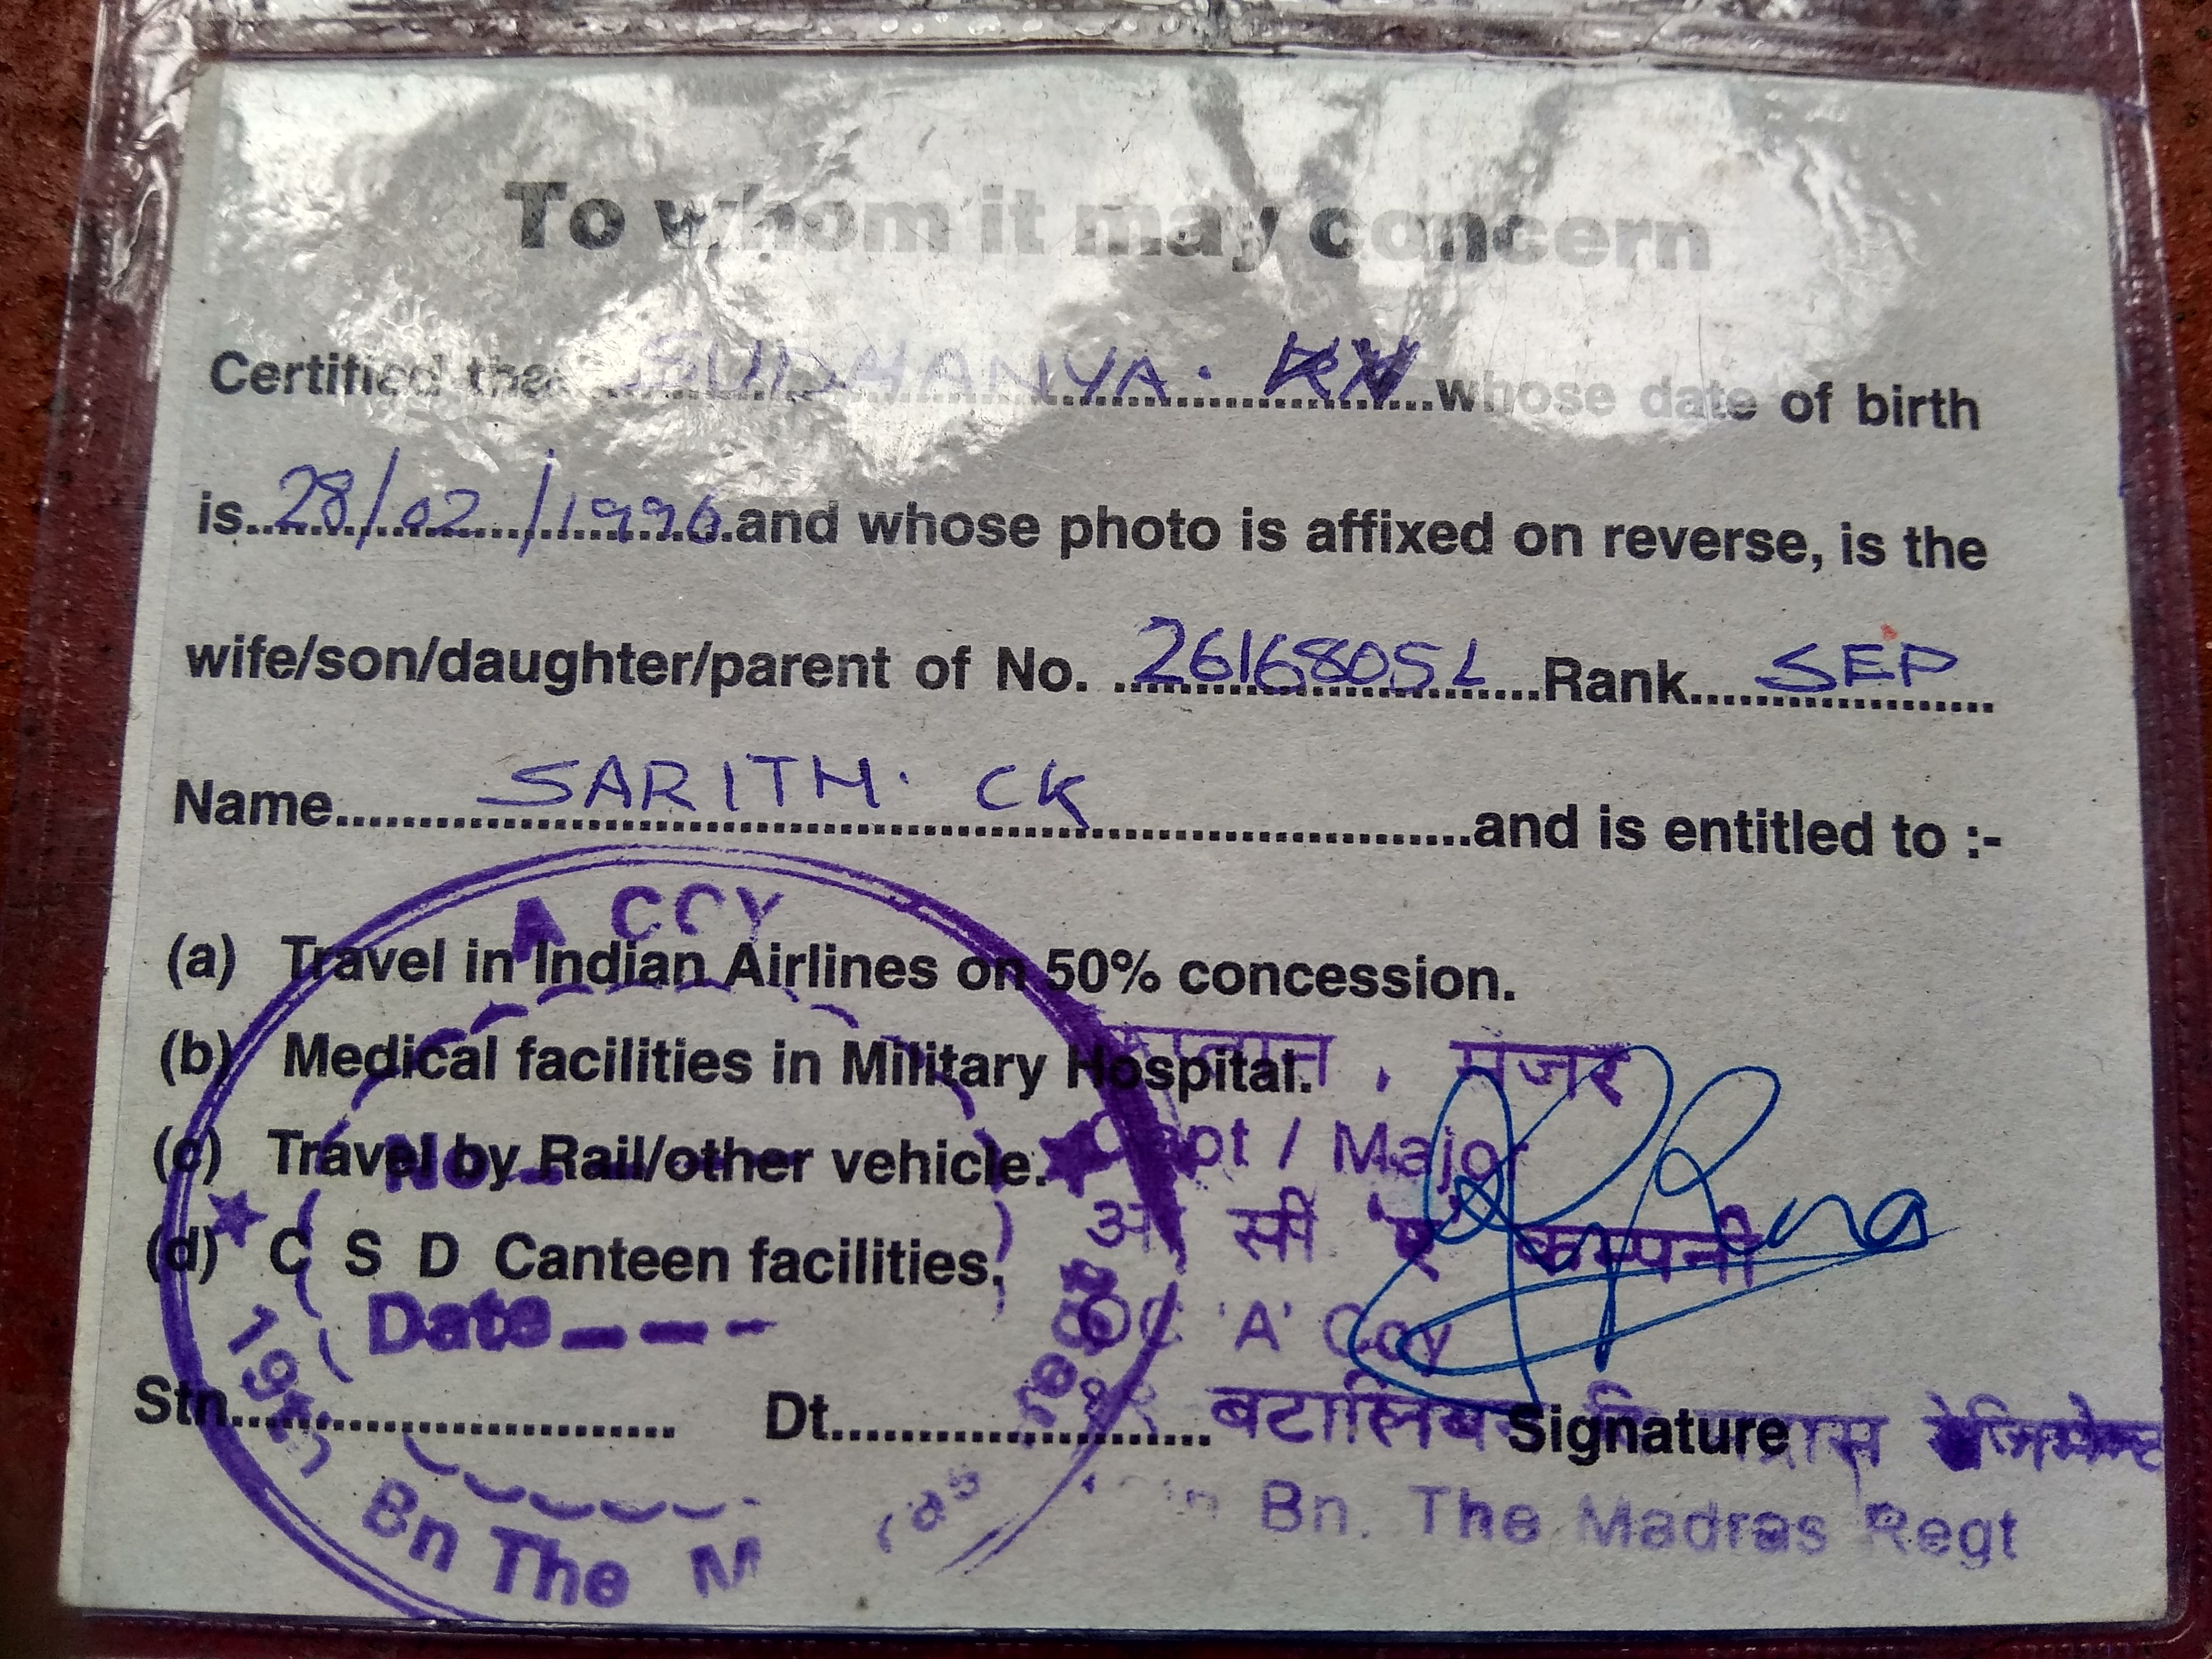 To whom it may concern
Certified that SUDHANYA. KN whose date of birth
is 28/02/1996 and whose photo is affixed on reverse, is the
wife/son/daughter/parent of No. 2616805L Rank SEP
Name SARITH. CK and is entitled to :-
A COY
(a) Travel in Indian Airlines on 50% concession.
(b) Medical facilities in Military Hospital.
कप्तान , मेजर
(c) Travel by Rail/other vehicle.
No
Capt / Major
(d) C S D Canteen facilities.
सी 'ए' कम्पनी
Date
OC 'A' Coy
Stn Dt Signature
बटालियन मद्रास रेजिमेन्ट
19th Bn The
Bn. The Madras Regt